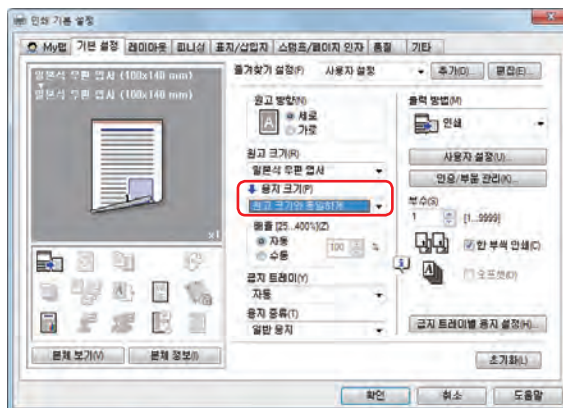 인쇄 기본 설정
My탭 기본 설정 레이아웃 피니싱 표지/삽입지 스탬프/페이지 인자 품질 기타
일본식 우편 엽서 (100x148 mm)
일본식 우편 엽서 (100x148 mm)
x1
문체 보기(V) 본체 정보(I)
즐겨찾기 설정(F) 사용자 설정 추가(D)... 편집(E)...
원고 방향(N)
A
세로
가로
원고 크기(R)
일본식 우편 엽서
용지 크기(P)
원고 크기와 동일하게
배율 [25...400%](Z)
자동
수동
100 %
급지 트레이(Y)
자동
용지 종류(T)
일반 용지
출력 방법(M)
인쇄
사용자 설정(U)...
인증/부문 관리(K)...
부수(S)
1 [1...9999]
한 부씩 인쇄(C)
오프셋(O)
급지 트레이별 용지 설정(H)...
초기화(L)
확인 취소 도움말